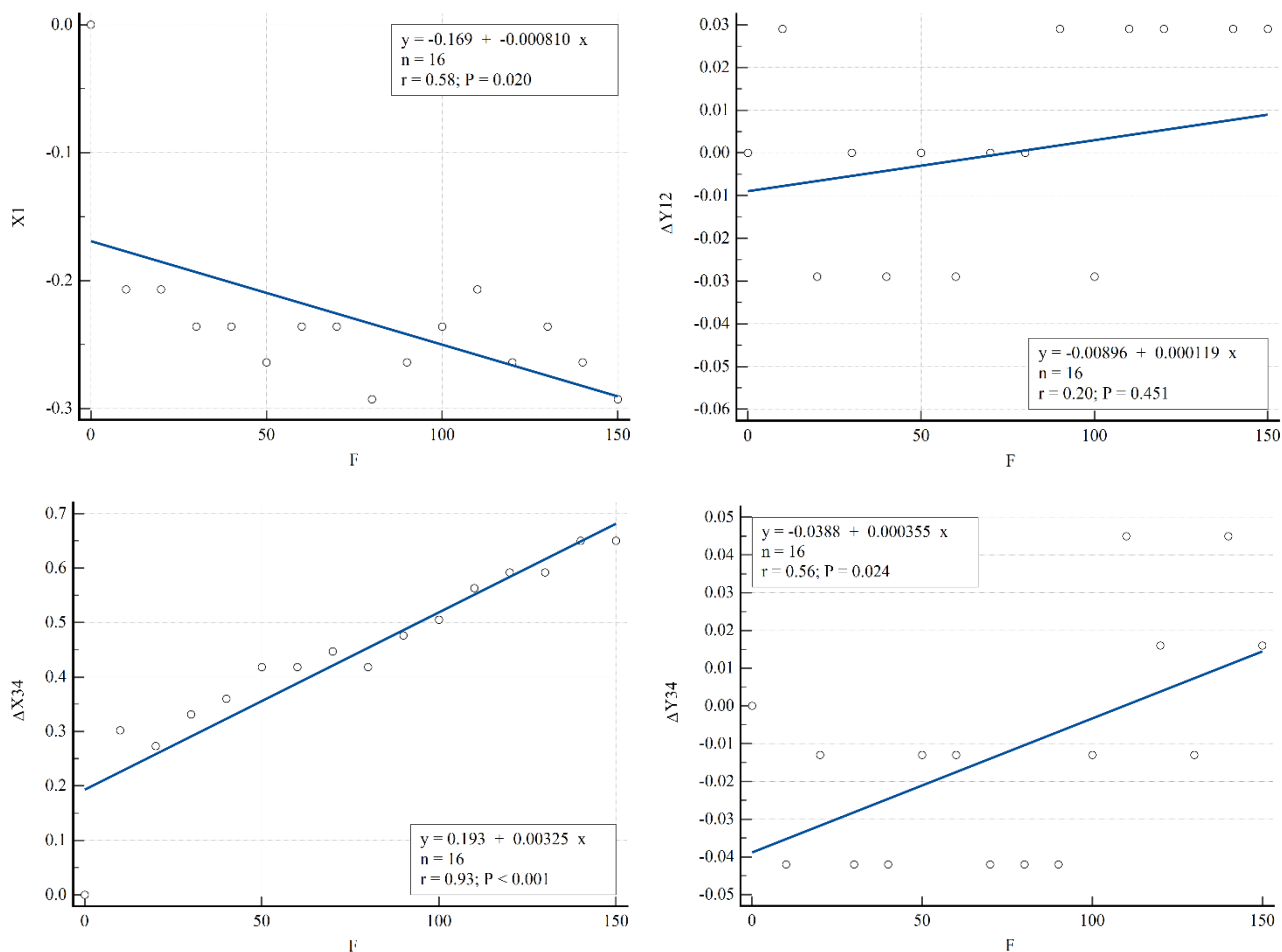 0.0
-0.1
-0.2
-0.3
X1
y = -0.169 + -0.000810 x
n = 16
r = 0.58; P = 0.020
0 50 100 150
F
0.03
0.01
0.00
-0.01
-0.02
-0.03
-0.04
-0.05
-0.06
ΔY12
y = -0.00896 + 0.000119 x
n = 16
r = 0.20; P = 0.451
0 50 100 150
F
0.7
0.6
0.5
0.4
0.3
0.2
0.1
0.0
ΔX34
y = 0.193 + 0.00325 x
n = 16
r = 0.93; P < 0.001
0 50 100 150
F
0.05
0.04
0.02
0.01
0.00
-0.01
-0.02
-0.03
-0.04
-0.05
ΔY34
y = -0.0388 + 0.000355 x
n = 16
r = 0.56; P = 0.024
0 50 100 150
F